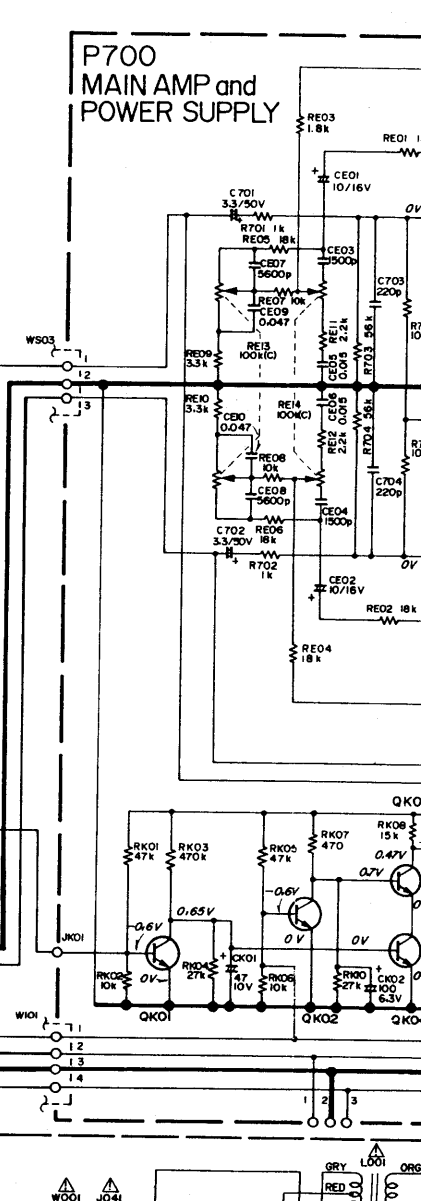 P700
MAIN AMP and
POWER SUPPLY
RE03
1.8k
RE01
CE01
10/16V
+
C701
3.3/50V
+
R701 1k
RE05 18k
0V
CE03
1500p
CE07
5600p
C703
220p
RE07 10k
CE09
0.047
RE11
2.2k
R703 56k
RE13
100k(C)
WS03
1
2
3
RE09
3.3k
CE05
0.015
RE10
3.3k
RE14
100k(C)
CE06
0.015
CE10
0.047
RE12
2.2k
R704 56k
RE08
10k
CE08
5600p
C704
220p
RE06
18k
CE04
1500p
C702
3.3/50V
+
R702
1k
0V
CE02
10/16V
+
RE02 18k
RE04
18k
RK01
47k
RK03
470k
RK05
47k
RK07
470
RK08
15k
0.47V
0.7V
-0.6V
0.65V
-0.6V
JK01
0V
0V
RK02
10k
0V
RK04
27k
+
CK01
47
10V
RK06
10k
27k
+
CK02
100
6.3V
QK01
QK02
W101
1
2
3
4
1
2
3
L001
GRY
RED
ORG
W001
J041